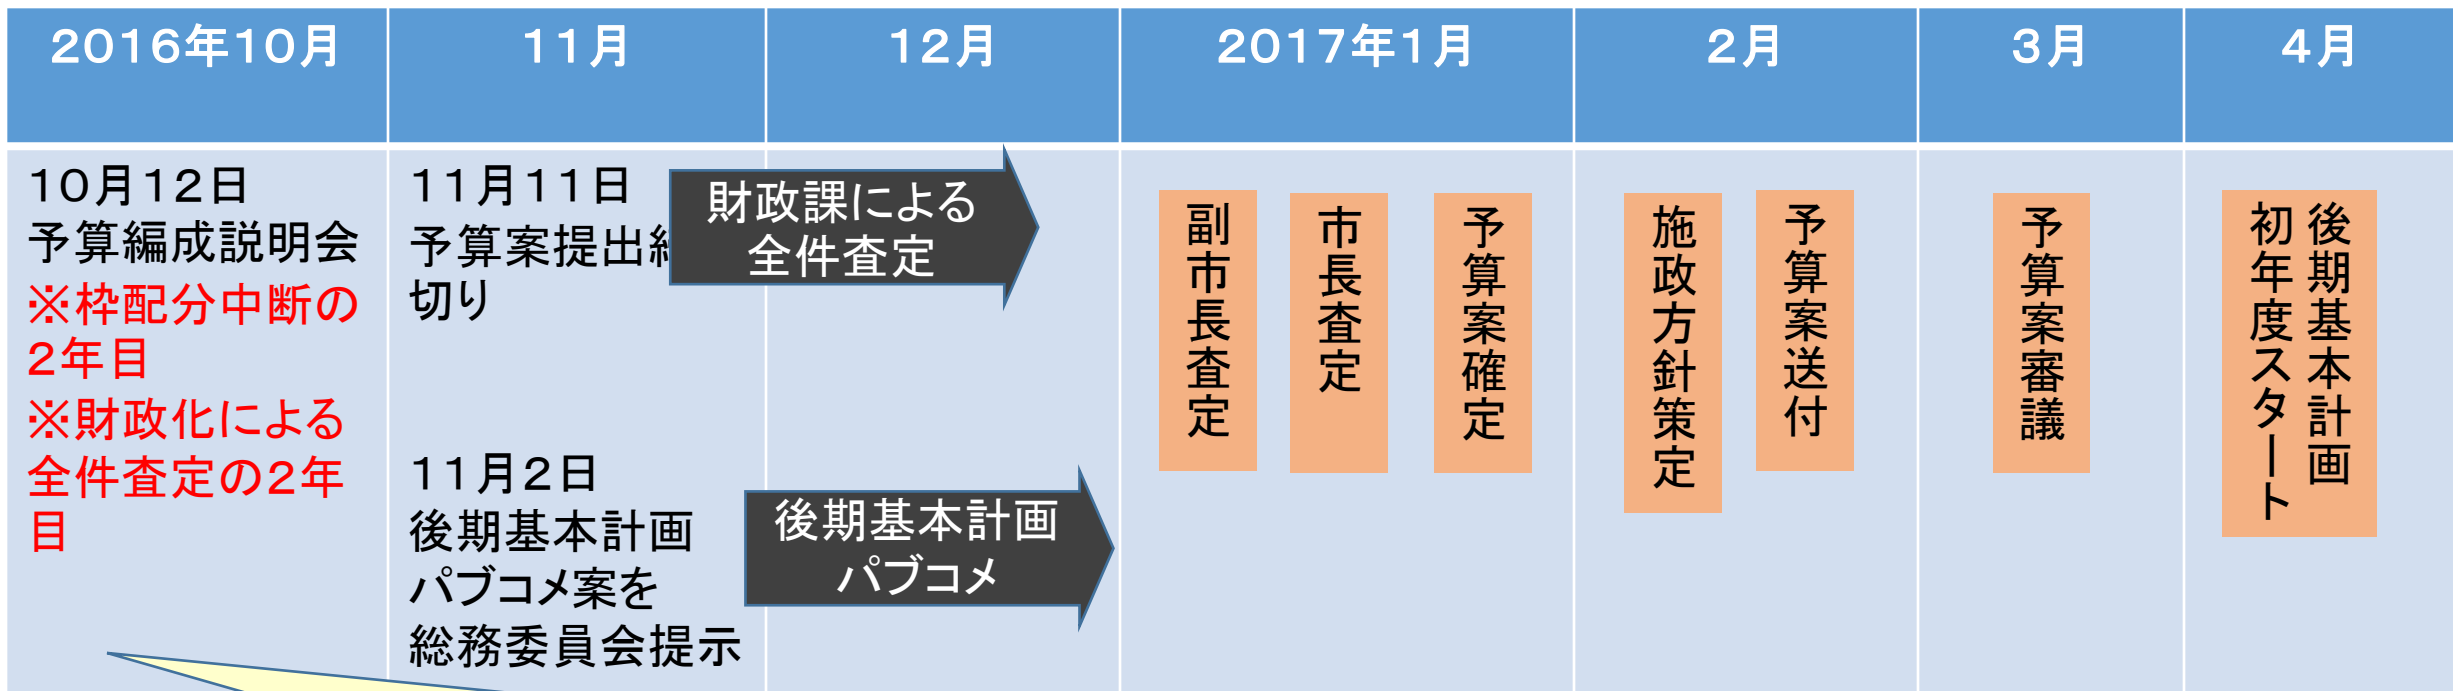 2016年10月
11月
12月
2017年1月
2月
3月
4月
10月12日
予算編成説明会
※枠配分中断の
2年目
※財政化による
全件査定の2年
目
11月11日
予算案提出
切り
11月2日
後期基本計画
パブコメ案を
総務委員会提示
財政課による
全件査定
後期基本計画
パブコメ
副市長査定
市長査定
予算案確定
施政方針策定
予算案送付
予算案審議
後期基本計画
初年度スタート